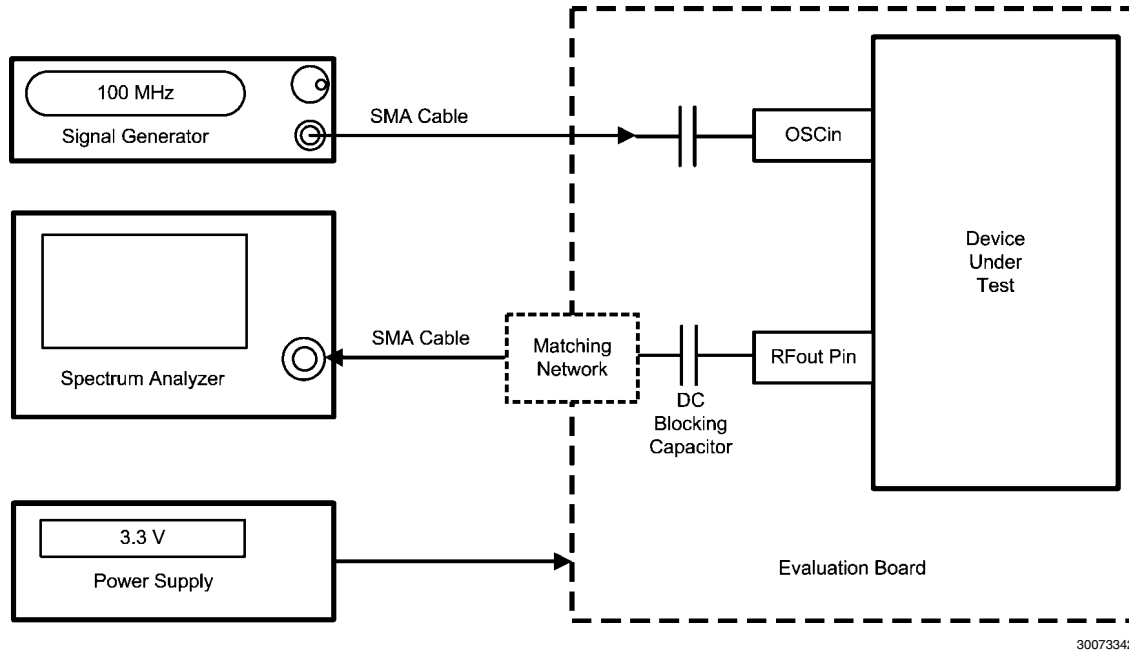 100 MHz
Signal Generator
SMA Cable
OSCin
Device
Under
Test
SMA Cable
Matching
Network
RFout Pin
Spectrum Analyzer
DC
Blocking
Capacitor
3.3 V
Power Supply
Evaluation Board
30073342